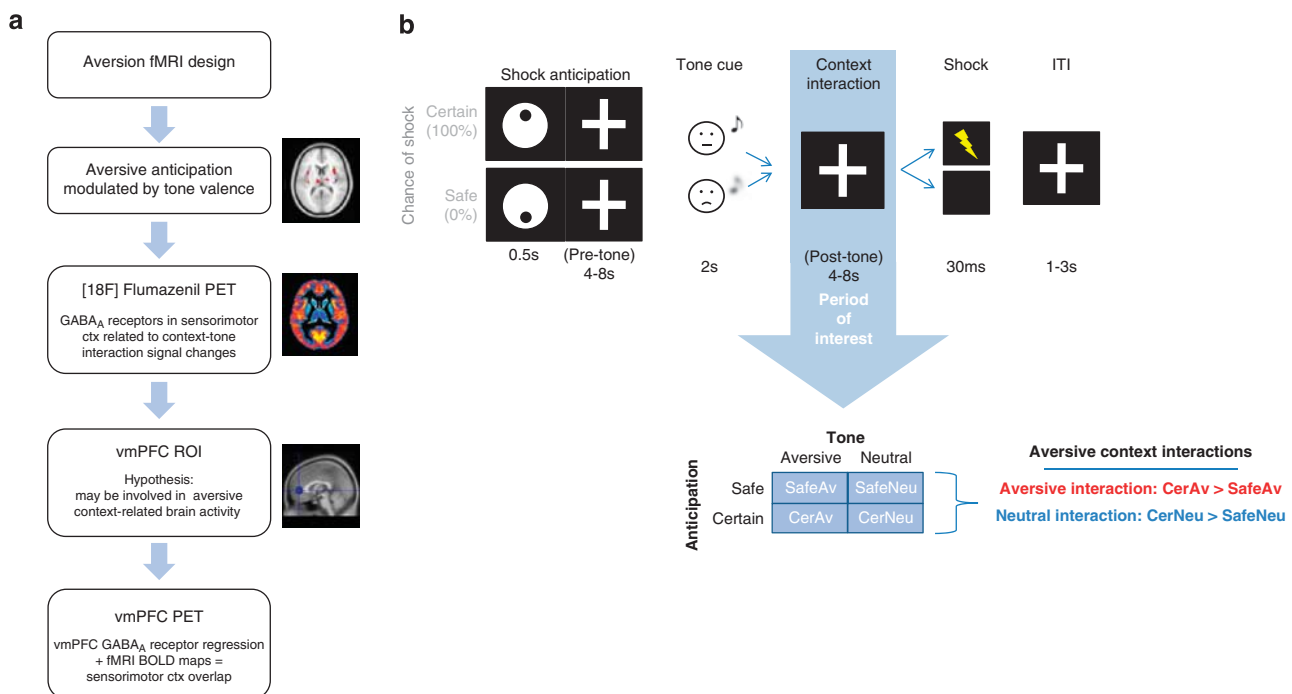 a
Aversion fMRI design
Aversive anticipation
modulated by tone valence
[18F] Flumazenil PET
GABA_A receptors in sensorimotor
ctx related to context-tone
interaction signal changes
vmPFC ROI
Hypothesis:
may be involved in aversive
context-related brain activity
vmPFC PET
vmPFC GABA_A receptor regression
+ fMRI BOLD maps =
sensorimotor ctx overlap
b
Shock anticipation
Tone cue
Context
interaction
Shock
ITI
Chance of shock
Certain
(100%)
Safe
(0%)
0.5s
(Pre-tone)
4-8s
2s
(Post-tone)
4-8s
30ms
1-3s
Period
of
interest
Tone
Aversive
Neutral
Anticipation
Safe
SafeAv
SafeNeu
Certain
CerAv
CerNeu
Aversive context interactions
Aversive interaction: CerAv > SafeAv
Neutral interaction: CerNeu > SafeNeu